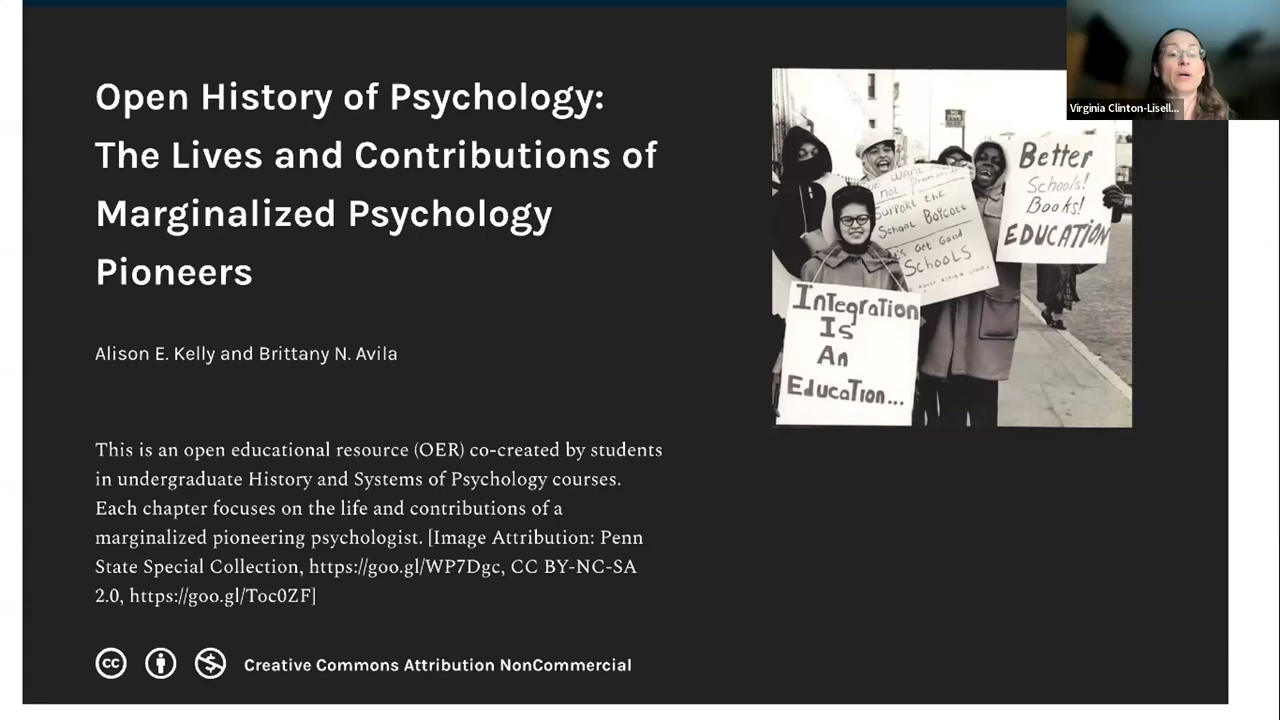 Open History of Psychology:
The Lives and Contributions of
Marginalized Psychology
Pioneers
Alison E. Kelly and Brittany N. Avila
This is an open educational resource (OER) co-created by students
in undergraduate History and Systems of Psychology courses.
Each chapter focuses on the life and contributions of a
marginalized pioneering psychologist. [Image Attribution: Penn
State Special Collection, https://goo.gl/WP7Dgc, CC BY-NC-SA
2.0, https://goo.gl/Toc0ZF]
cc
Creative Commons Attribution NonCommercial
Virginia Clinton-Lisell...
WANT
not
Support the
School Boycott
Get Good
Schools
Better
Schools!
Books!
EDUCATION
Integration
Is
An
Education...